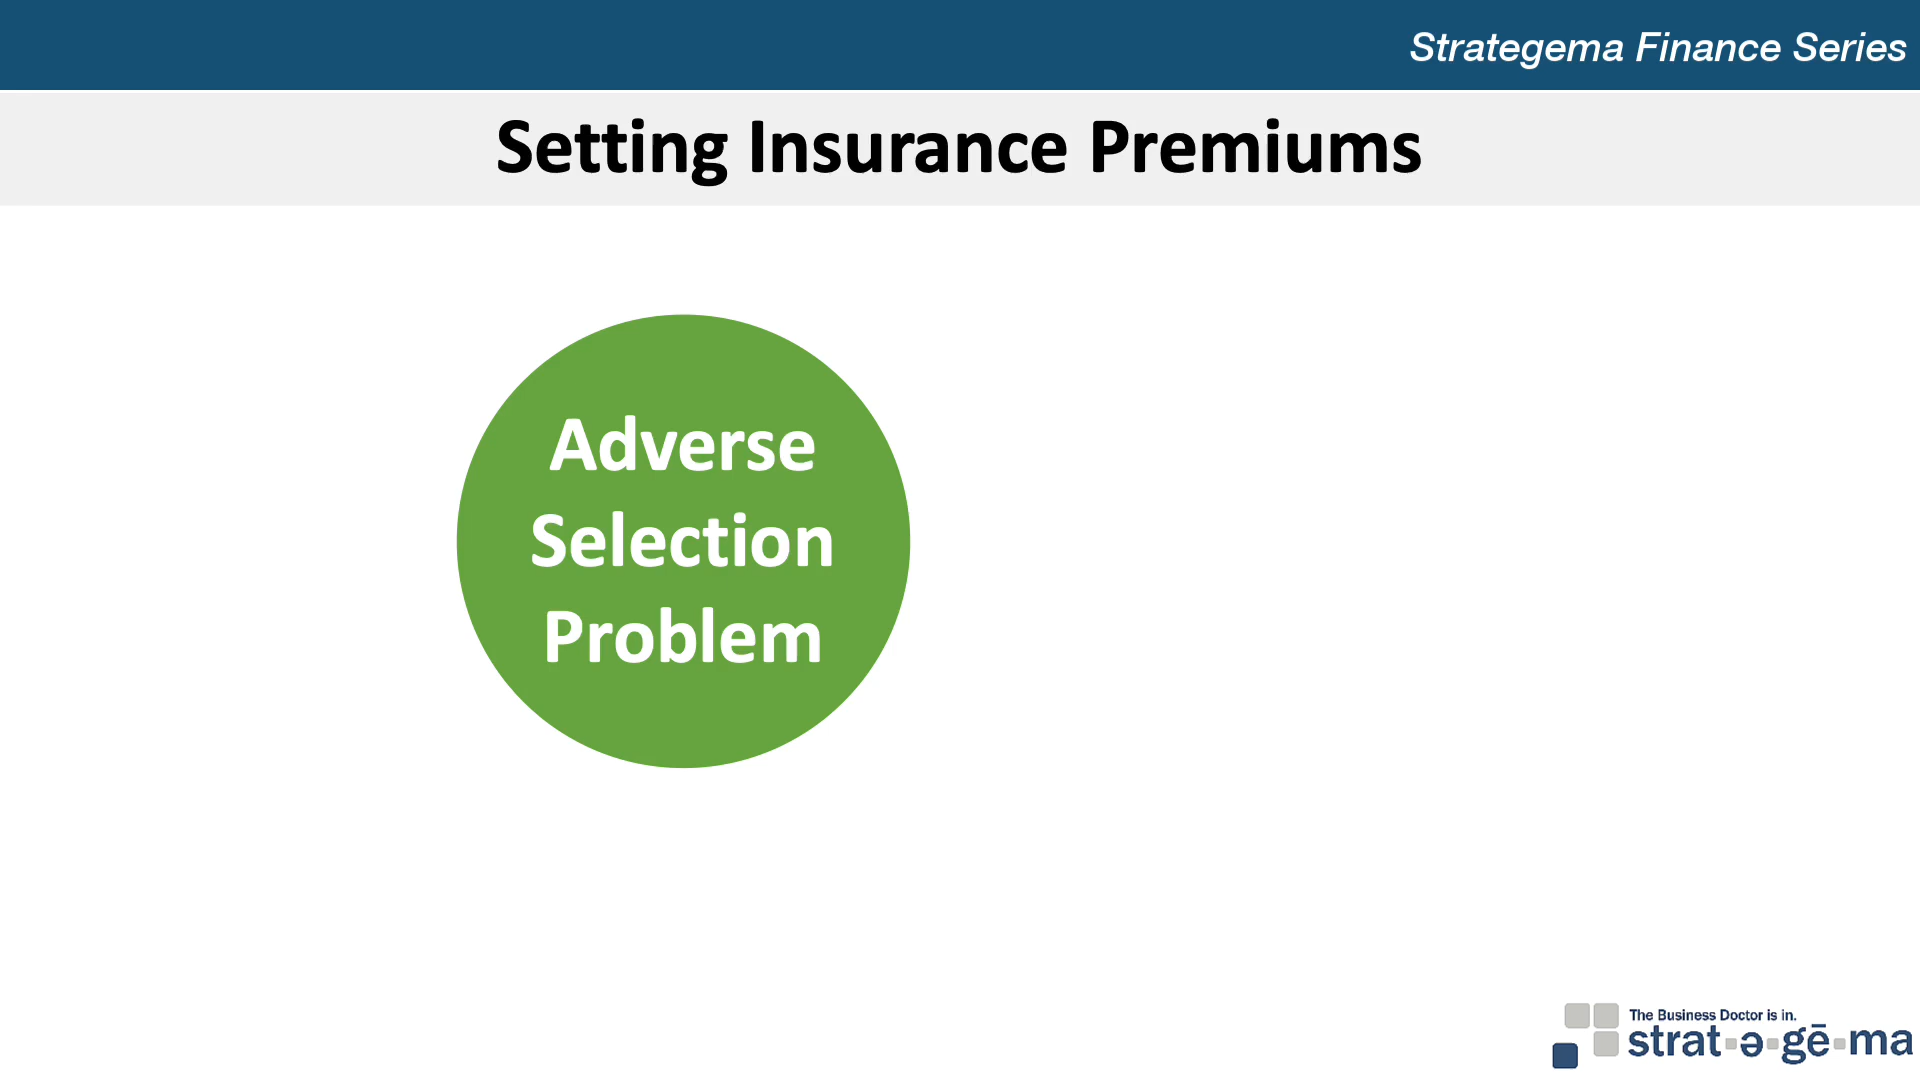 Strategema Finance Series
Setting Insurance Premiums
Adverse
Selection
Problem
The Business Doctor is in.
strat-ə-gē-ma